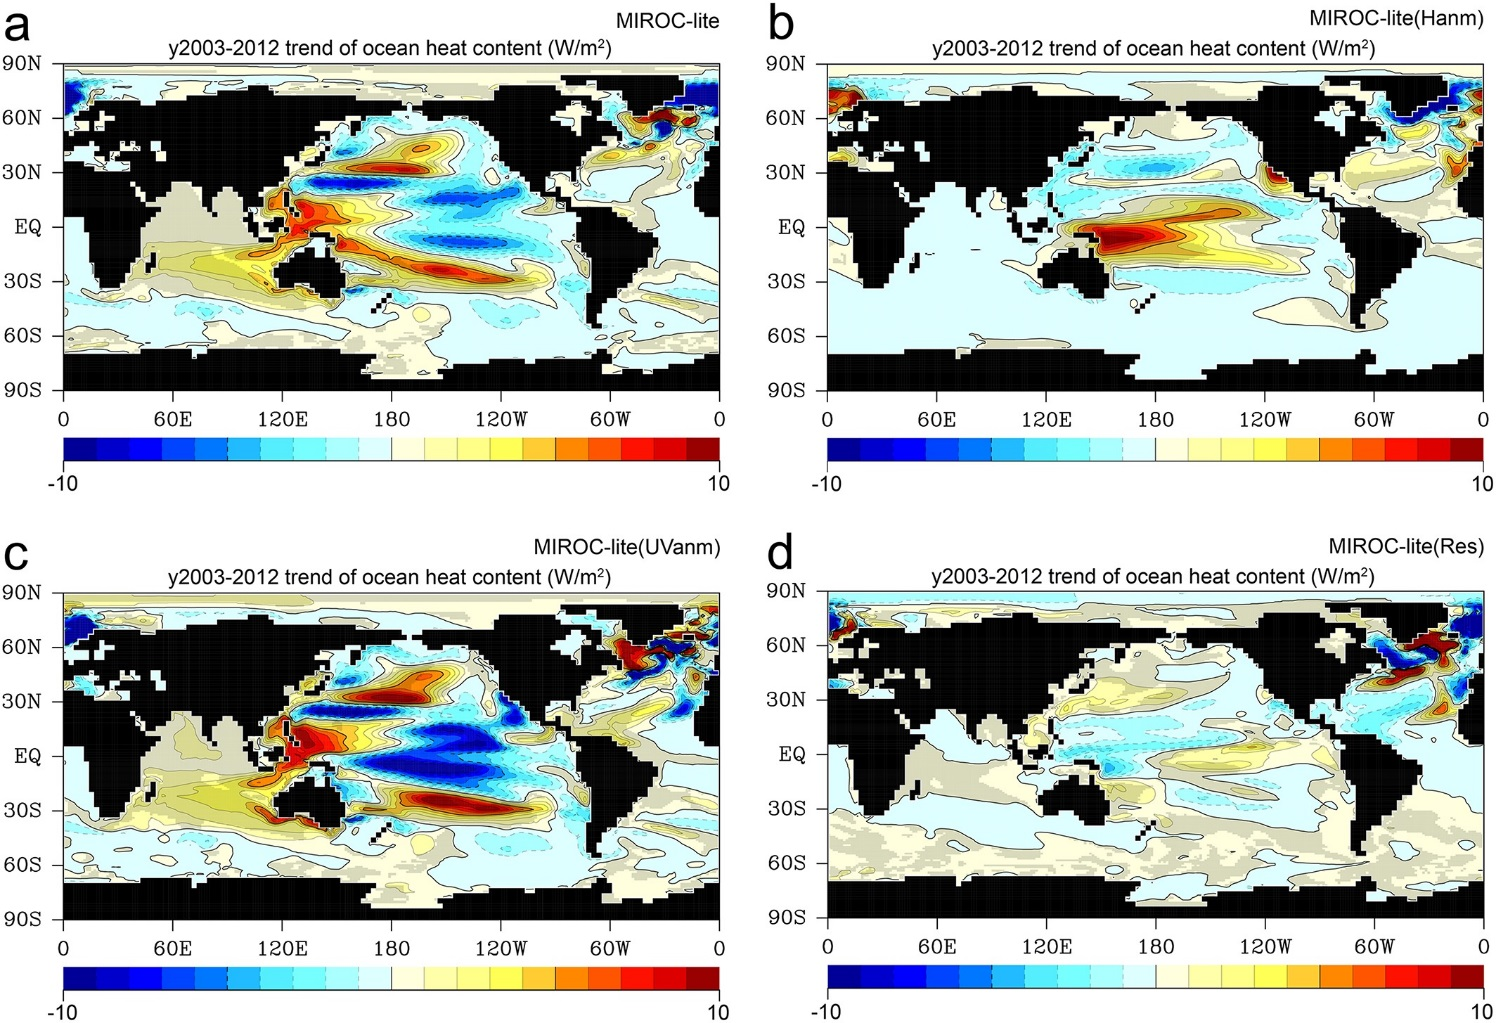 a
MIROC-lite
y2003-2012 trend of ocean heat content (W/m²)
90N
60N
30N
EQ
30S
60S
90S
0 60E 120E 180 120W 60W 0
-10 10
b
MIROC-lite(Hanm)
y2003-2012 trend of ocean heat content (W/m²)
90N
60N
30N
EQ
30S
60S
90S
0 60E 120E 180 120W 60W 0
-10 10
c
MIROC-lite(UVanm)
y2003-2012 trend of ocean heat content (W/m²)
90N
60N
30N
EQ
30S
60S
90S
0 60E 120E 180 120W 60W 0
-10 10
d
MIROC-lite(Res)
y2003-2012 trend of ocean heat content (W/m²)
90N
60N
30N
EQ
30S
60S
90S
0 60E 120E 180 120W 60W 0
-10 10